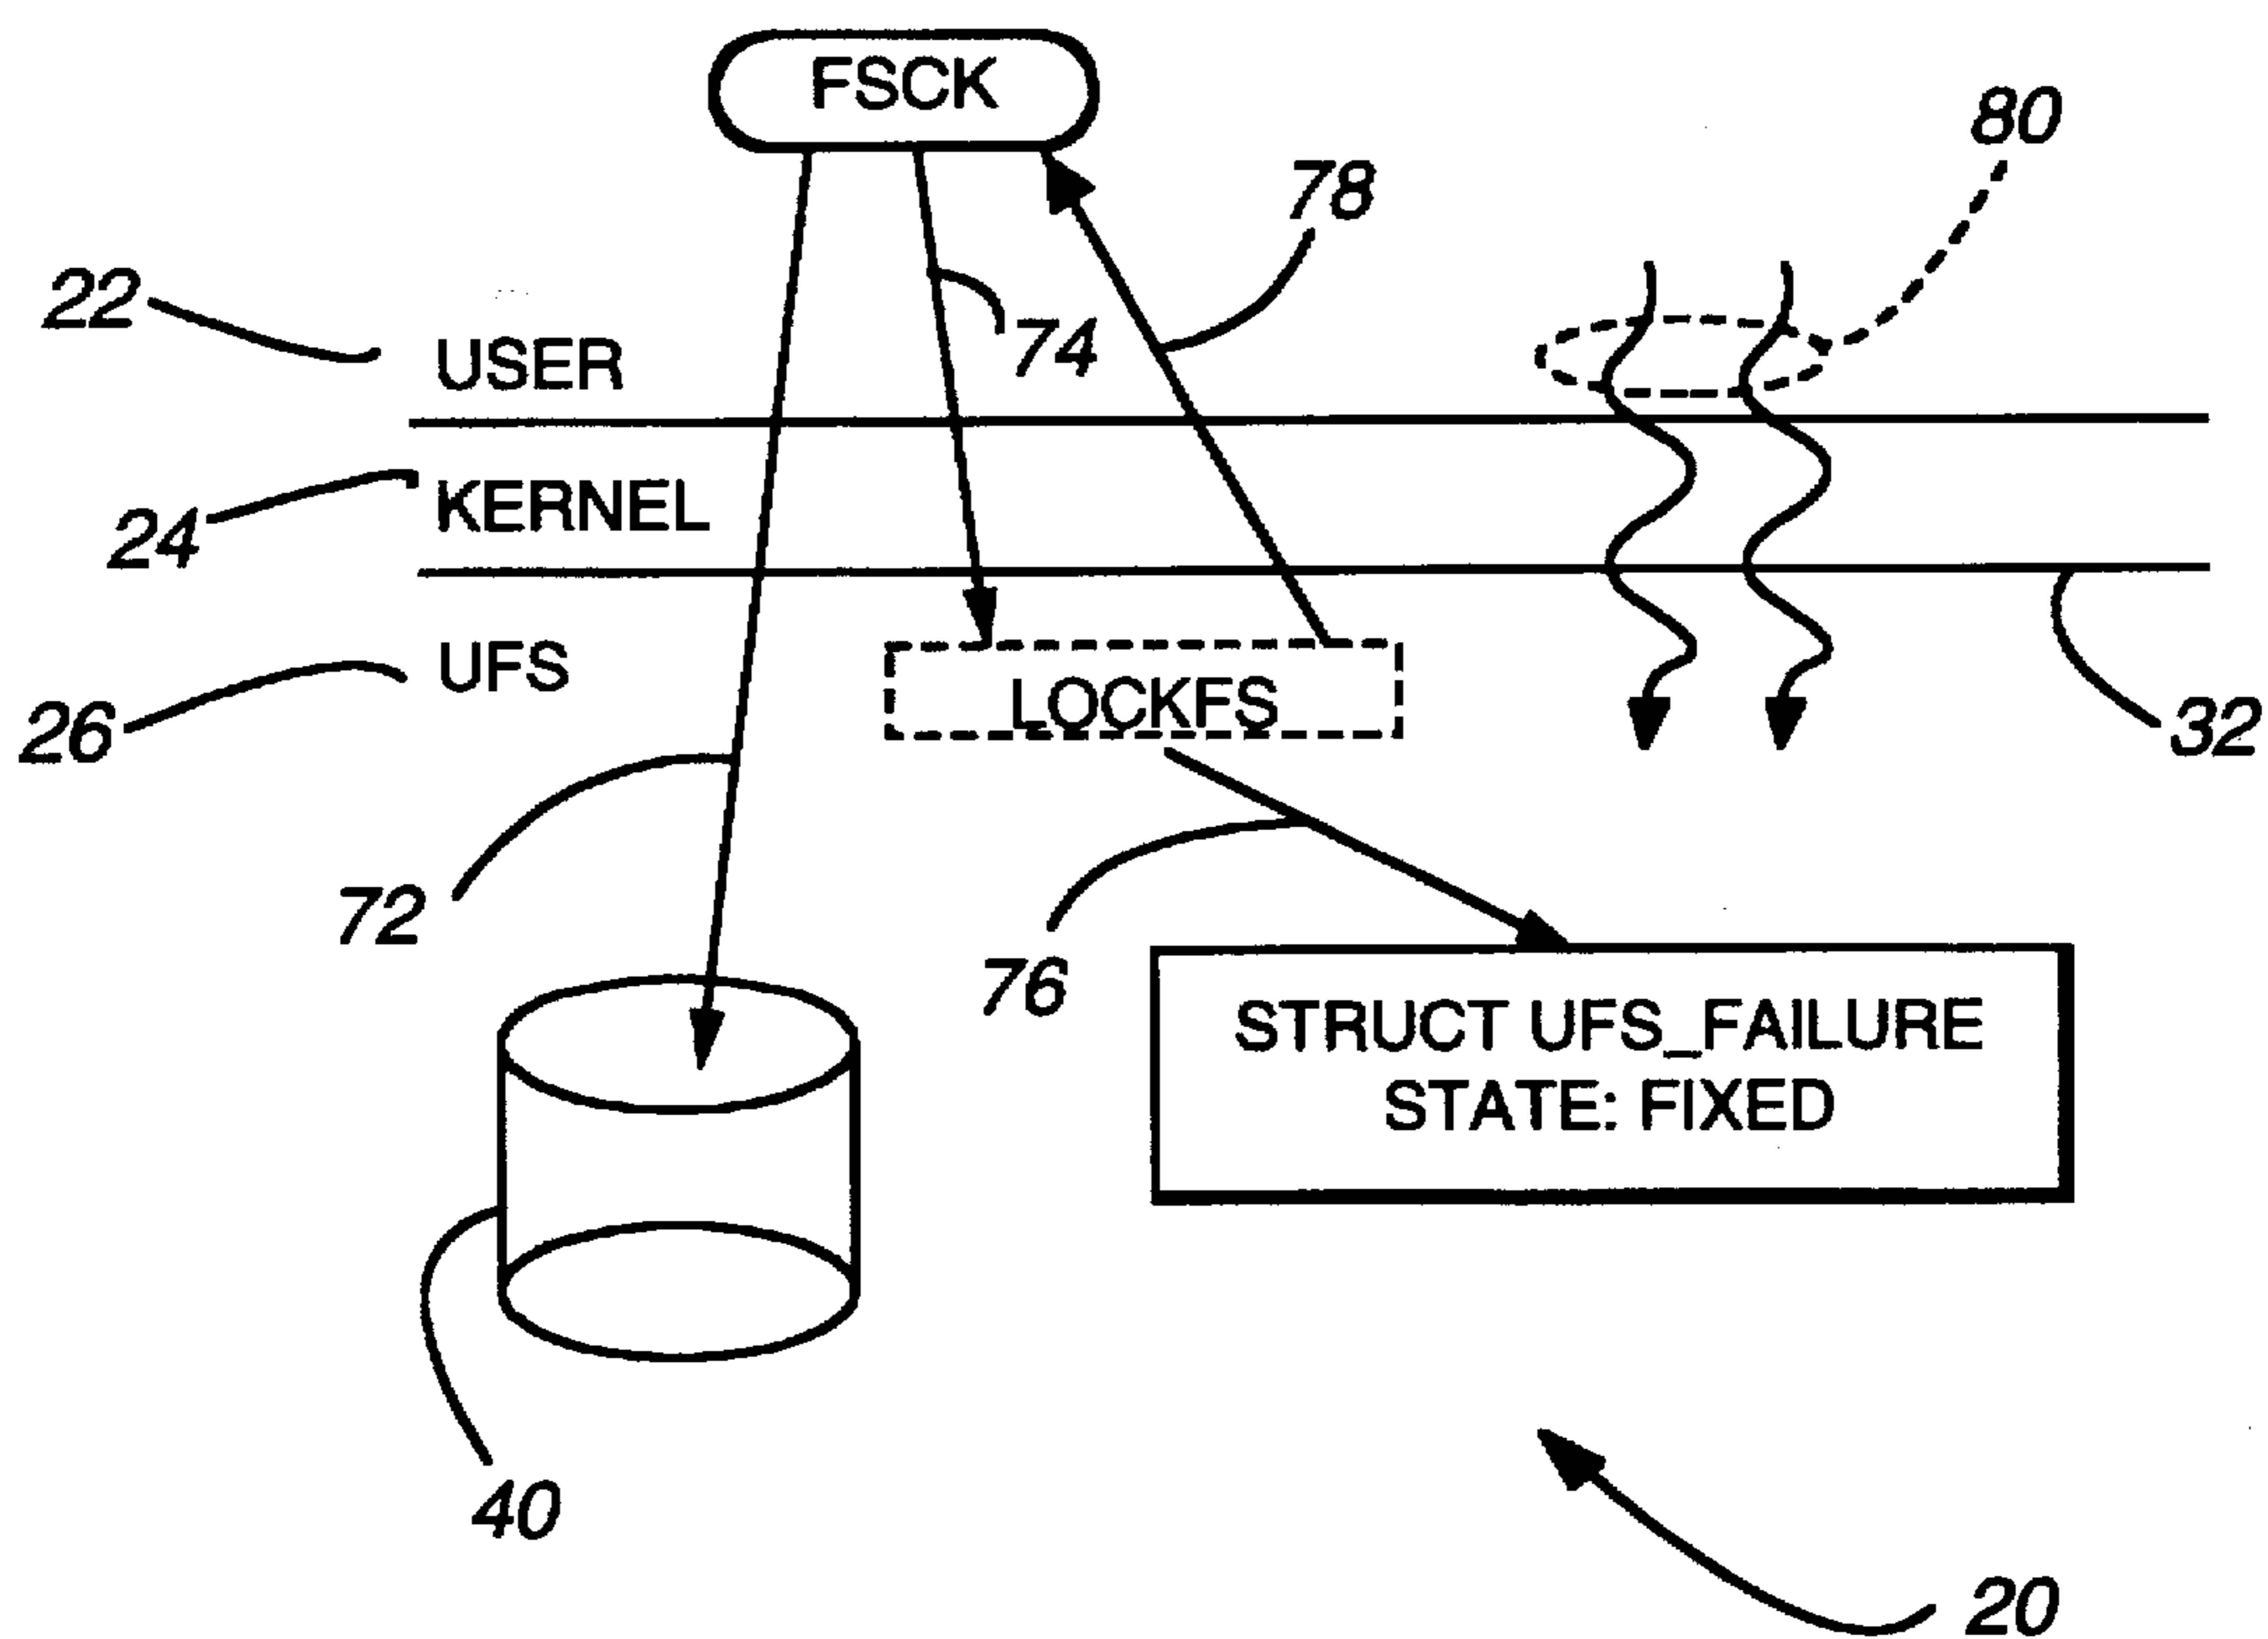 FSCK
80
78
22
74
USER
24
KERNEL
26
UFS
LOCKFS
32
72
76
STRUCT UFS_FAILURE
STATE: FIXED
40
20